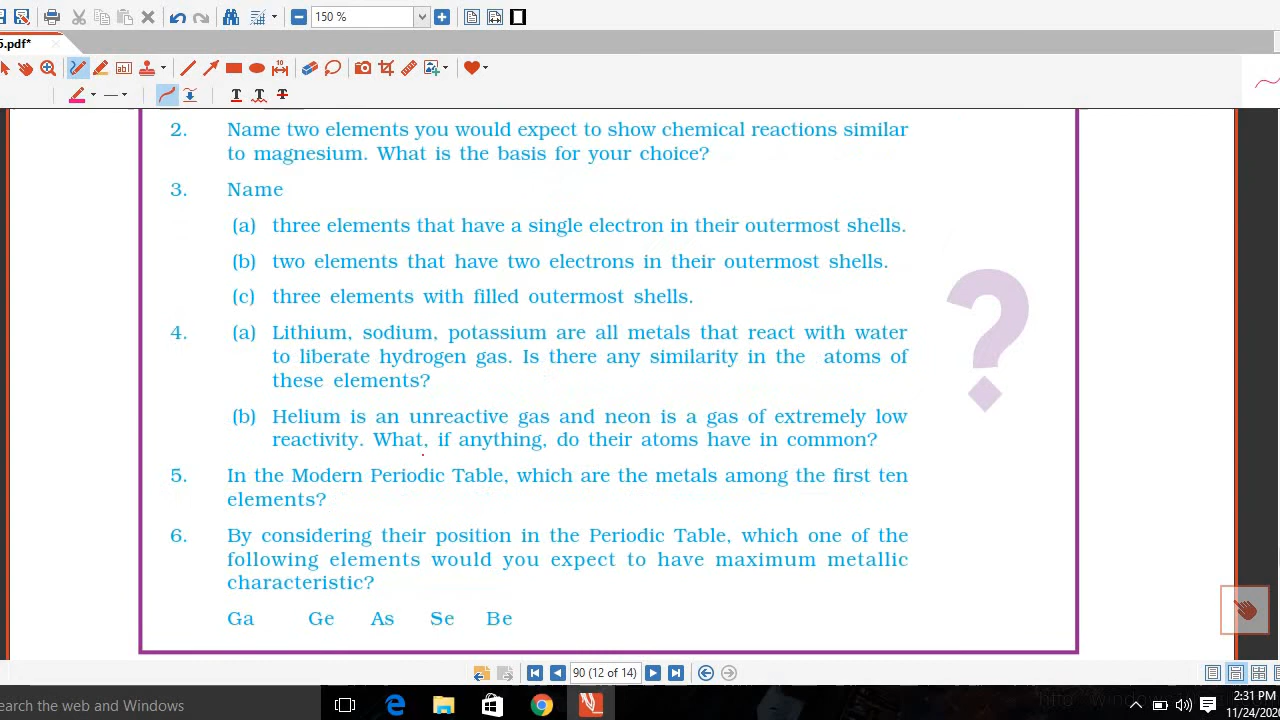 150 %
5.pdf*
10
2. Name two elements you would expect to show chemical reactions similar
to magnesium. What is the basis for your choice?
3. Name
(a) three elements that have a single electron in their outermost shells.
(b) two elements that have two electrons in their outermost shells.
(c) three elements with filled outermost shells.
4. (a) Lithium, sodium, potassium are all metals that react with water
to liberate hydrogen gas. Is there any similarity in the atoms of
these elements?
(b) Helium is an unreactive gas and neon is a gas of extremely low
reactivity. What, if anything, do their atoms have in common?
5. In the Modern Periodic Table, which are the metals among the first ten
elements?
6. By considering their position in the Periodic Table, which one of the
following elements would you expect to have maximum metallic
characteristic?
Ga Ge As Se Be
?
90 (12 of 14)
earch the web and Windows
2:31 PM
11/24/202